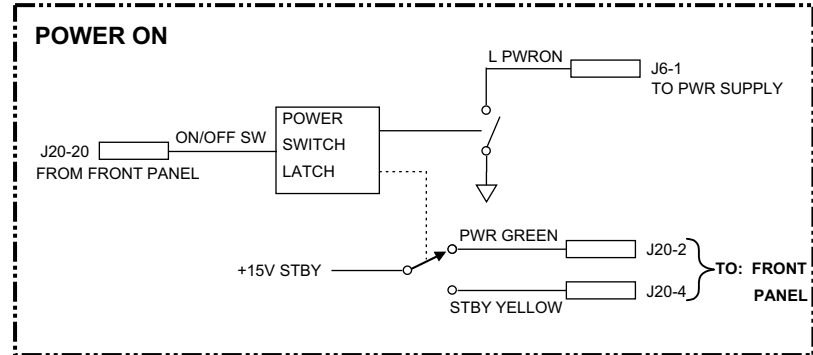 POWER ON
L PWRON
J6-1
TO PWR SUPPLY
POWER
SWITCH
LATCH
ON/OFF SW
J20-20
FROM FRONT PANEL
PWR GREEN
J20-2
+15V STBY
TO: FRONT
PANEL
J20-4
STBY YELLOW